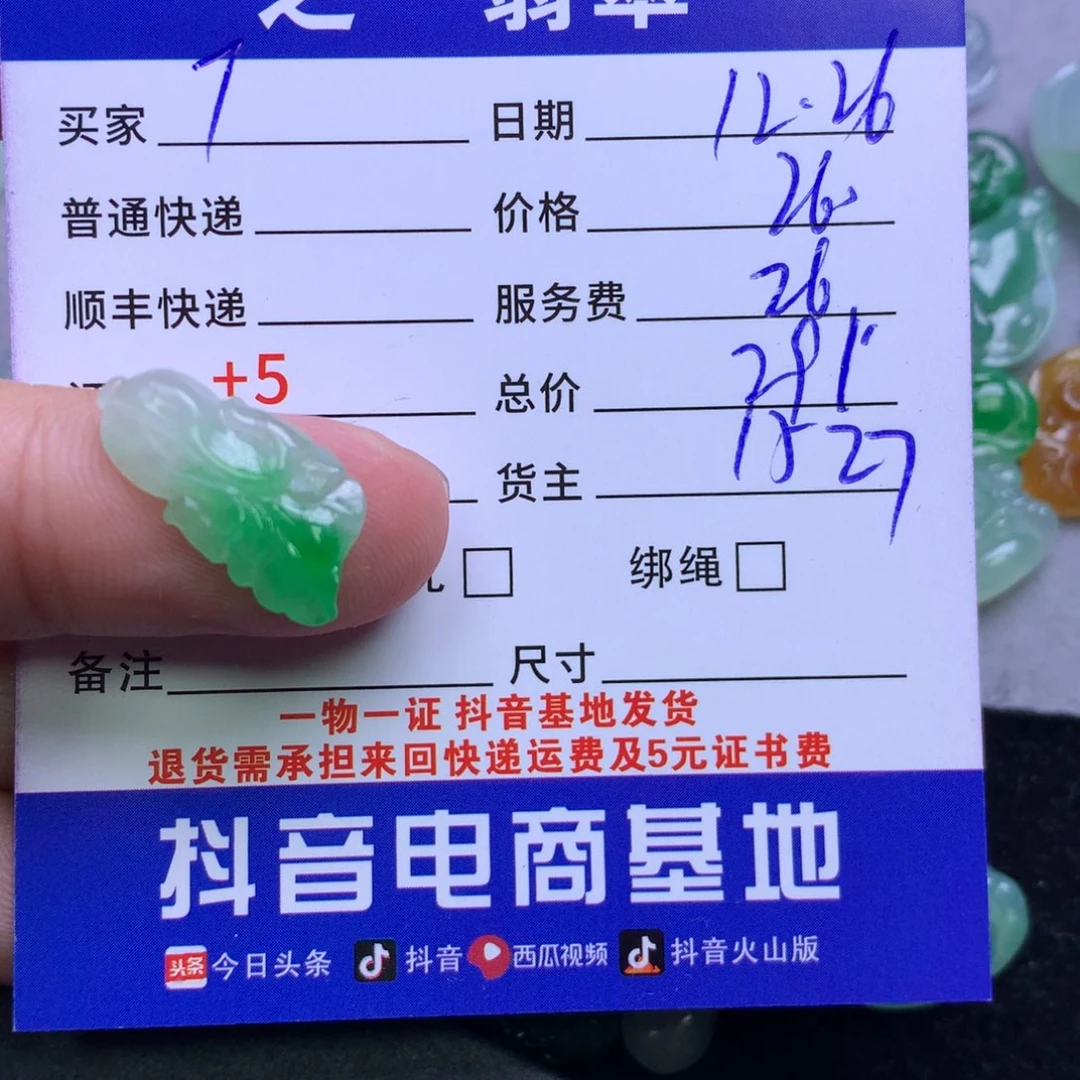 之 翡翠
买家 7 日期 12.26
普通快递 价格 26.
顺丰快递 服务费 26
+5 总价 281.
货主 15-27
绑绳
备注 尺寸
一物一证 抖音基地发货
退货需承担来回快递运费及5元证书费
抖音电商基地
头条 今日头条 抖音 西瓜视频 抖音火山版